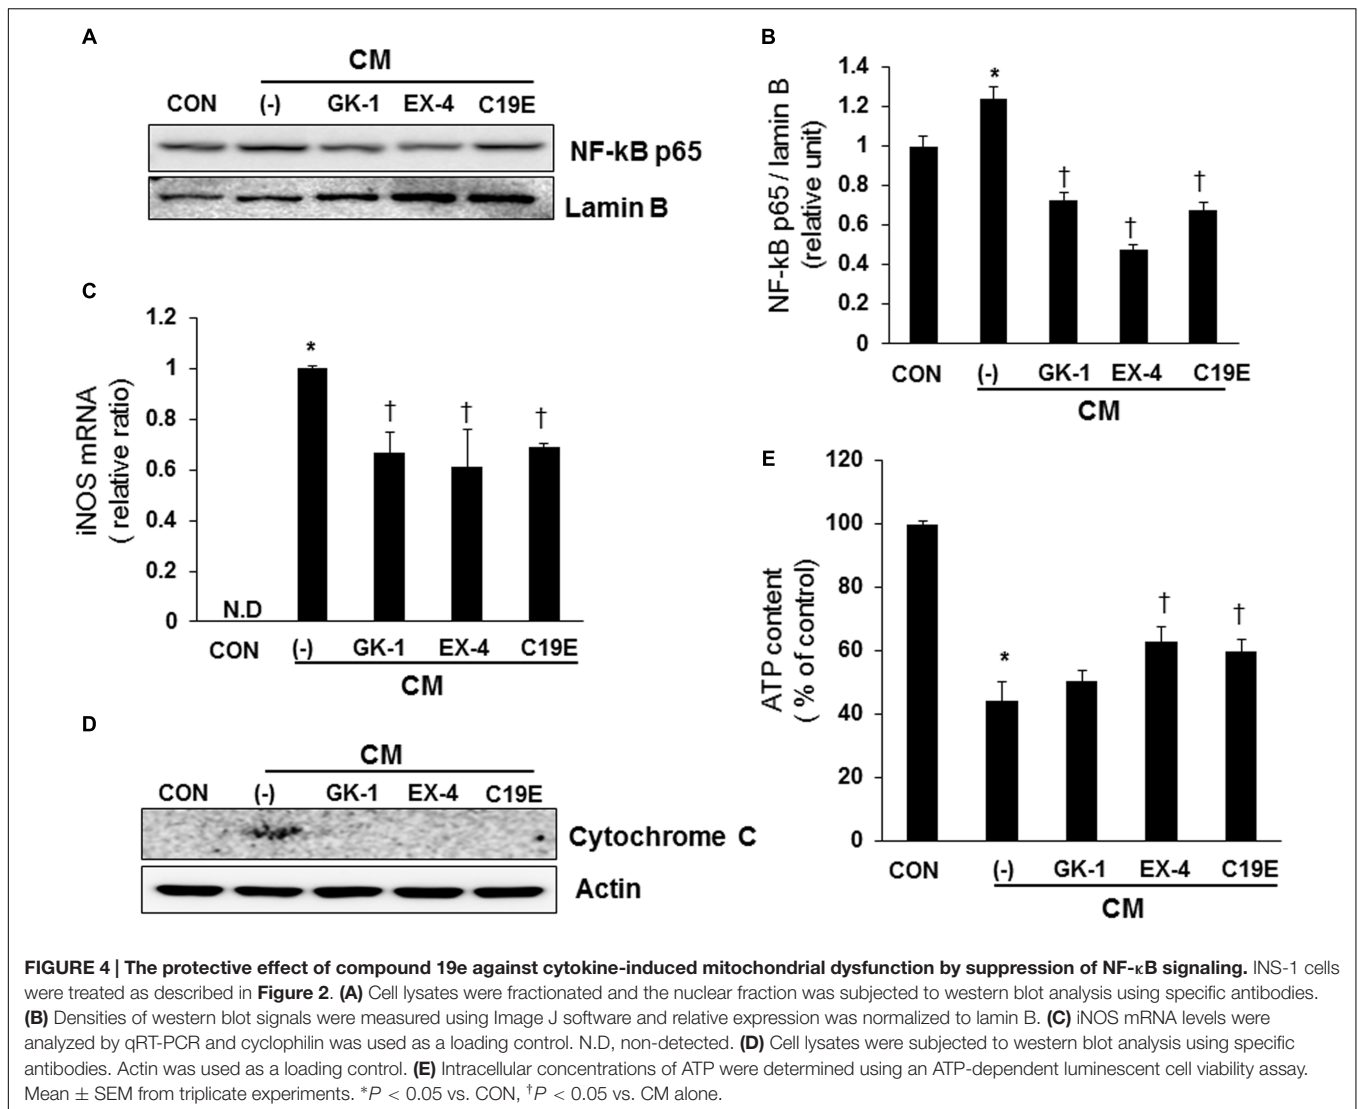 A
CM
CON (-) GK-1 EX-4 C19E
NF-kB p65
Lamin B
B
NF-kB p65 / lamin B
(relative unit)
1.4
1.2
1
0.8
0.6
0.4
0.2
0
*
†
†
†
CON (-) GK-1 EX-4 C19E
CM
C
iNOS mRNA
( relative ratio)
1.2
1
0.8
0.6
0.4
0.2
0
N.D
*
†
†
†
CON (-) GK-1 EX-4 C19E
CM
D
CM
CON (-) GK-1 EX-4 C19E
Cytochrome C
Actin
E
ATP content
( % of control)
120
100
80
60
40
20
0
*
†
†
CON (-) GK-1 EX-4 C19E
CM
FIGURE 4 | The protective effect of compound 19e against cytokine-induced mitochondrial dysfunction by suppression of NF-κB signaling. INS-1 cells
were treated as described in Figure 2. (A) Cell lysates were fractionated and the nuclear fraction was subjected to western blot analysis using specific antibodies.
(B) Densities of western blot signals were measured using Image J software and relative expression was normalized to lamin B. (C) iNOS mRNA levels were
analyzed by qRT-PCR and cyclophilin was used as a loading control. N.D, non-detected. (D) Cell lysates were subjected to western blot analysis using specific
antibodies. Actin was used as a loading control. (E) Intracellular concentrations of ATP were determined using an ATP-dependent luminescent cell viability assay.
Mean ± SEM from triplicate experiments. *P < 0.05 vs. CON, †P < 0.05 vs. CM alone.